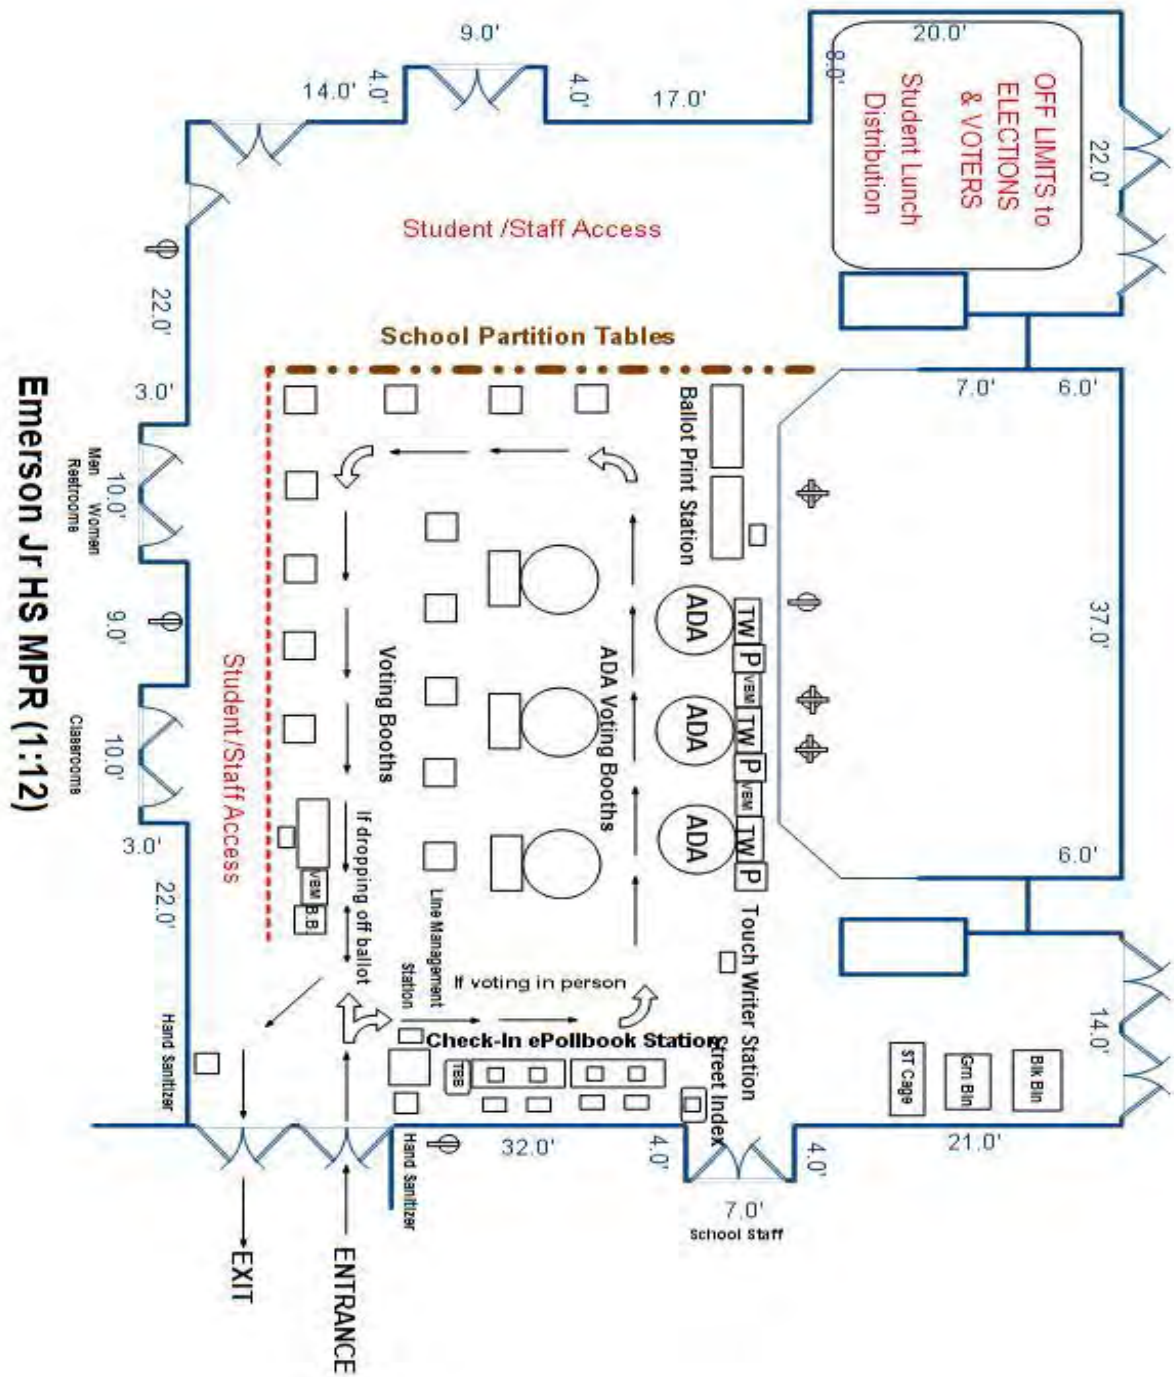 9.0'
14.0'
4.0'
4.0'
17.0'
20.0'
8.0'
OFF LIMITS to
ELECTIONS
& VOTERS
Student Lunch
Distribution
22.0'
Student /Staff Access
22.0'
School Partition Tables
3.0'
7.0'
6.0'
Ballot Print Station
Men Women
Restrooms
10.0'
Emerson Jr HS MPR (1:12)
9.0'
Classrooms
10.0'
3.0'
22.0'
Student/Staff Access
Voting Booths
ADA Voting Booths
ADA
TW
P
VBM
ADA
TW
P
VBM
ADA
TW
P
37.0'
6.0'
If dropping off ballot
VBM
B.B
Line Management
Station
If voting in person
Touch Writer Station
Check-In ePollbook Station
Street Index
TBB
ST Cage
Grn Bin
Blk Bin
14.0'
21.0'
Hand Sanitizer
Hand Sanitizer
32.0'
4.0'
4.0'
7.0'
School Staff
EXIT
ENTRANCE